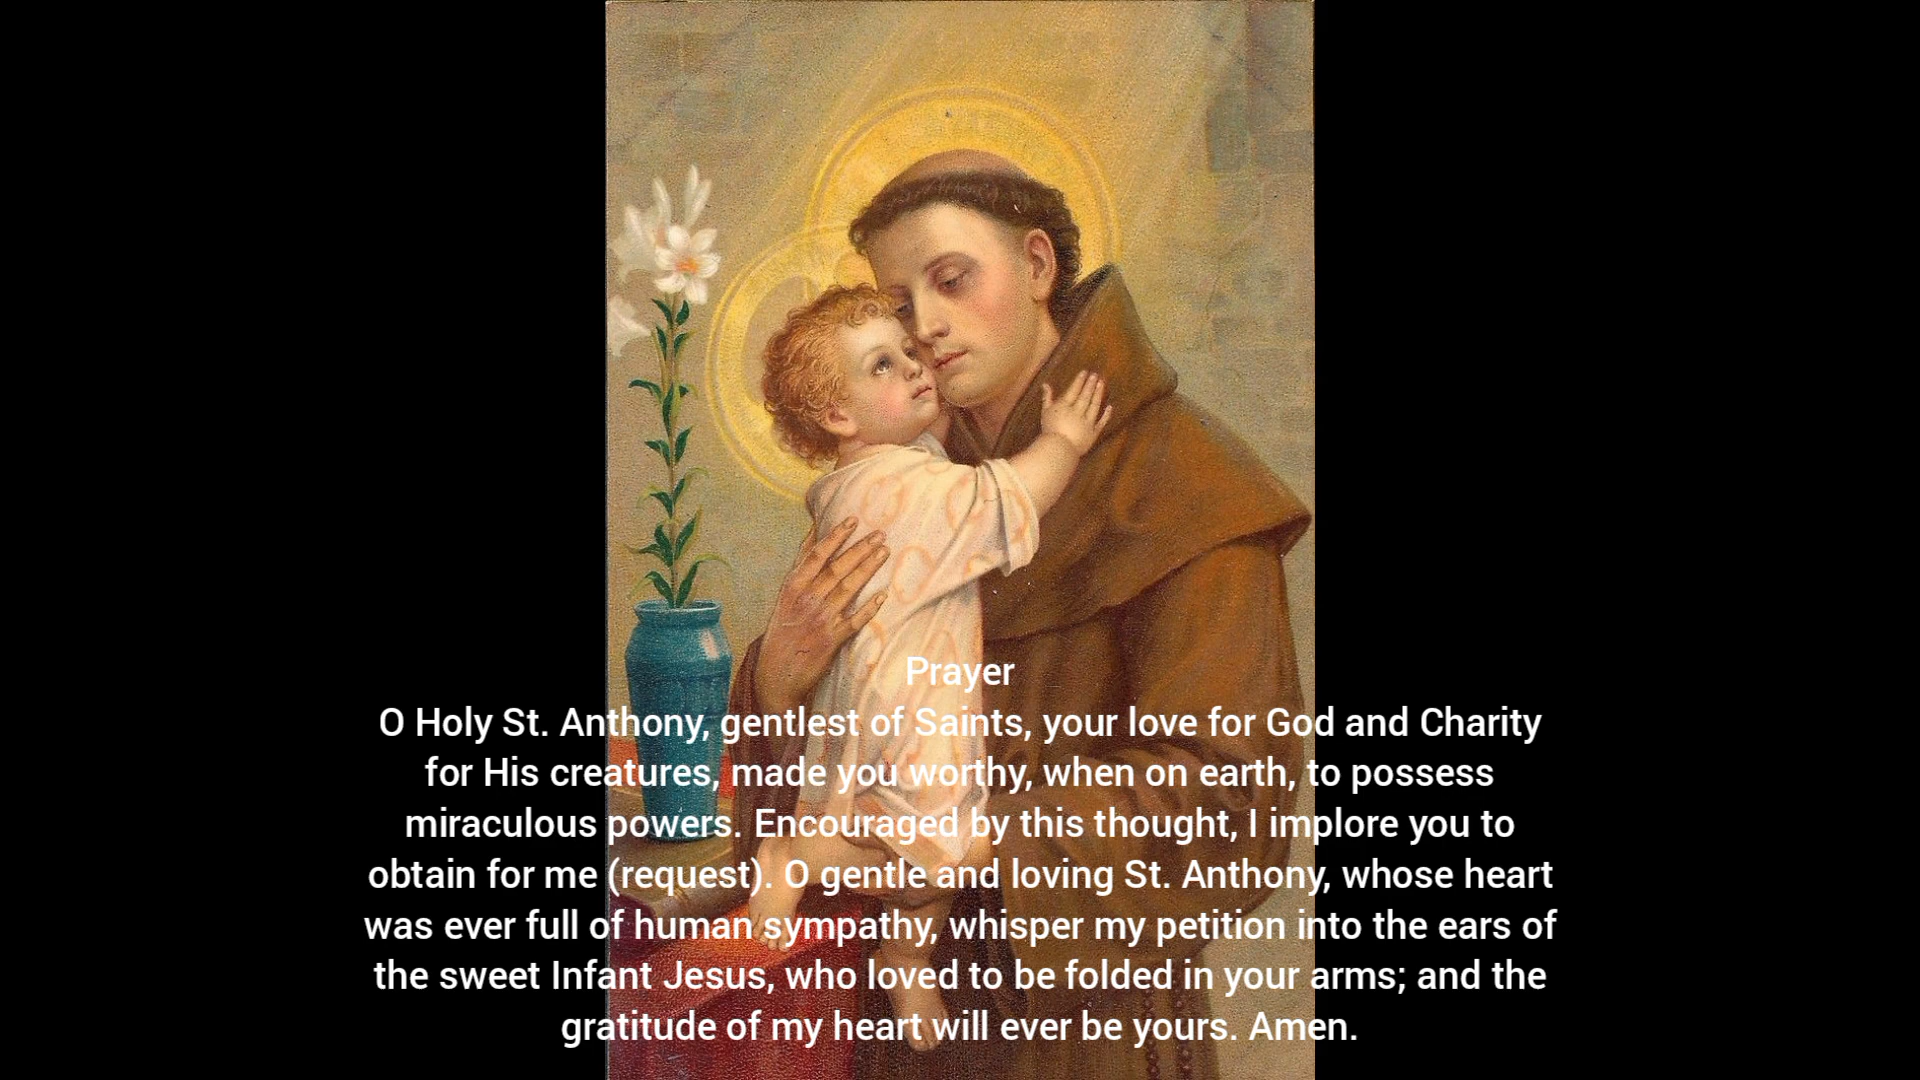 Prayer
O Holy St. Anthony, gentlest of Saints, your love for God and Charity
for His creatures, made you worthy, when on earth, to possess
miraculous powers. Encouraged by this thought, I implore you to
obtain for me (request). O gentle and loving St. Anthony, whose heart
was ever full of human sympathy, whisper my petition into the ears of
the sweet Infant Jesus, who loved to be folded in your arms; and the
gratitude of my heart will ever be yours. Amen.